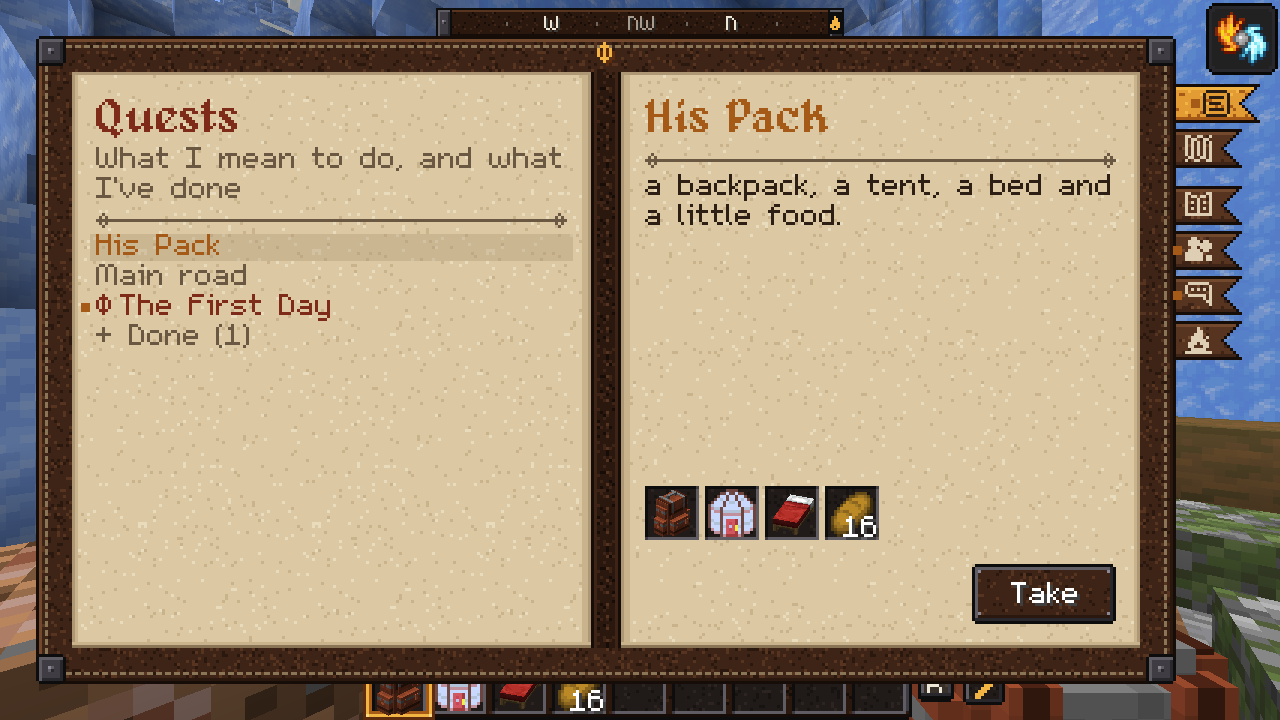 W NW N
Quests
What I mean to do, and what
I've done
His Pack
Main road
The First Day
+ Done (1)
His Pack
a backpack, a tent, a bed and
a little food.
16
Take
16